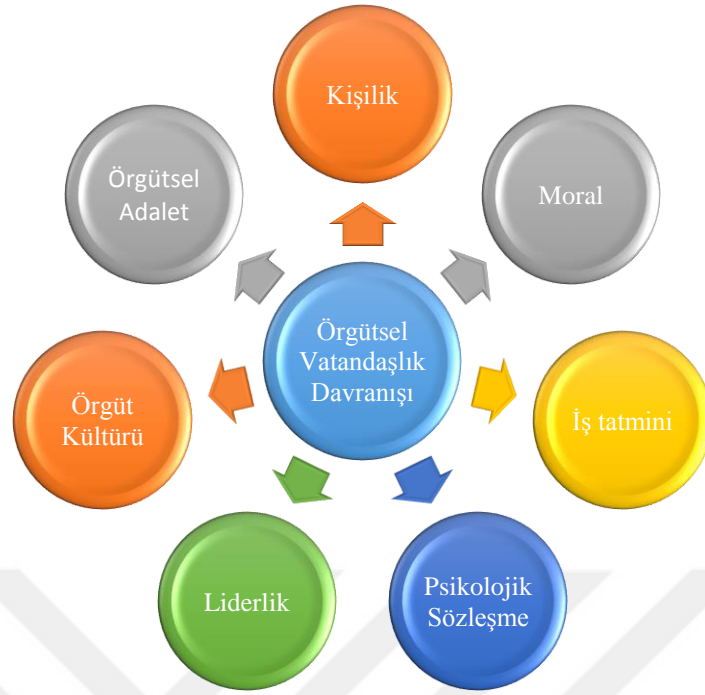 Kişilik
Moral
İş tatmini
Psikolojik
Sözleşme
Liderlik
Örgüt
Kültürü
Örgütsel
Adalet
Örgütsel
Vatandaşlık
Davranışı